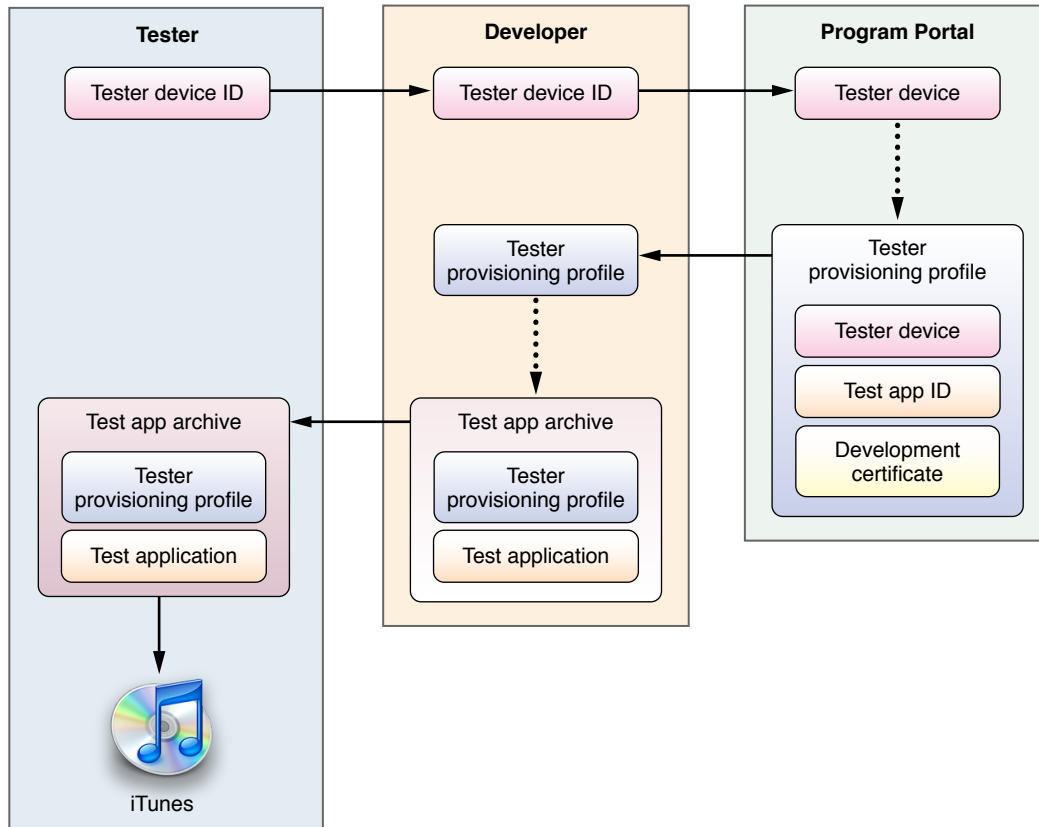 Tester
Developer
Program Portal
Tester device ID
Tester device ID
Tester device
Tester
provisioning profile
Tester
provisioning profile
Tester device
Test app ID
Development
certificate
Test app archive
Tester
provisioning profile
Test application
Test app archive
Tester
provisioning profile
Test application
iTunes